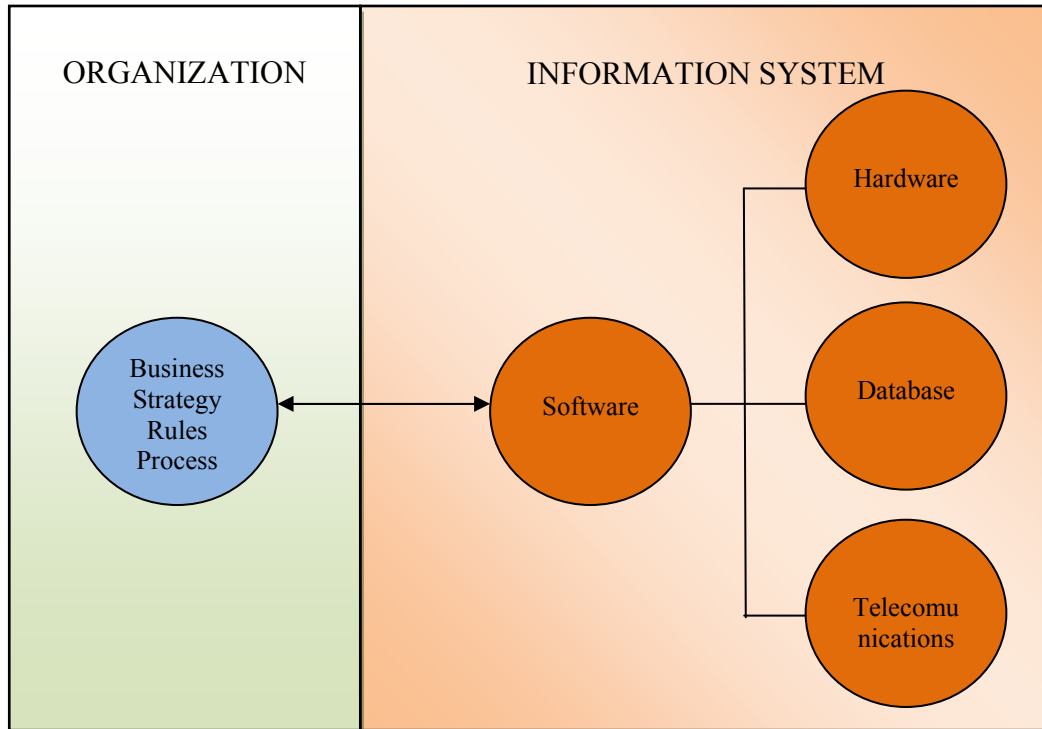 ORGANIZATION
INFORMATION SYSTEM
Hardware
Business
Strategy
Rules
Process
Software
Database
Telecomu
nications